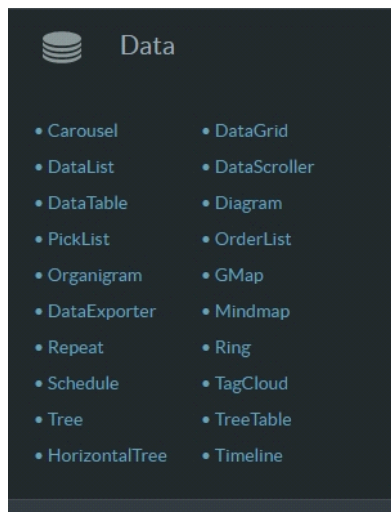 Data
• Carousel • DataGrid
• DataList • DataScroller
• DataTable • Diagram
• PickList • OrderList
• Organigram • GMap
• DataExporter • Mindmap
• Repeat • Ring
• Schedule • TagCloud
• Tree • TreeTable
• HorizontalTree • Timeline